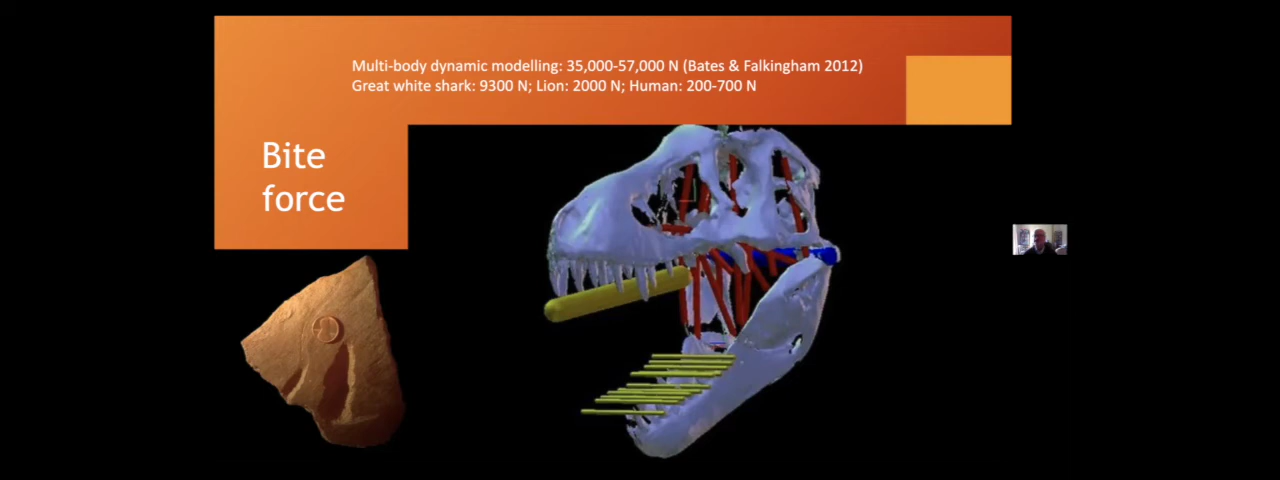 Multi-body dynamic modelling: 35,000-57,000 N (Bates & Falkingham 2012)
Great white shark: 9300 N; Lion: 2000 N; Human: 200-700 N
Bite
force